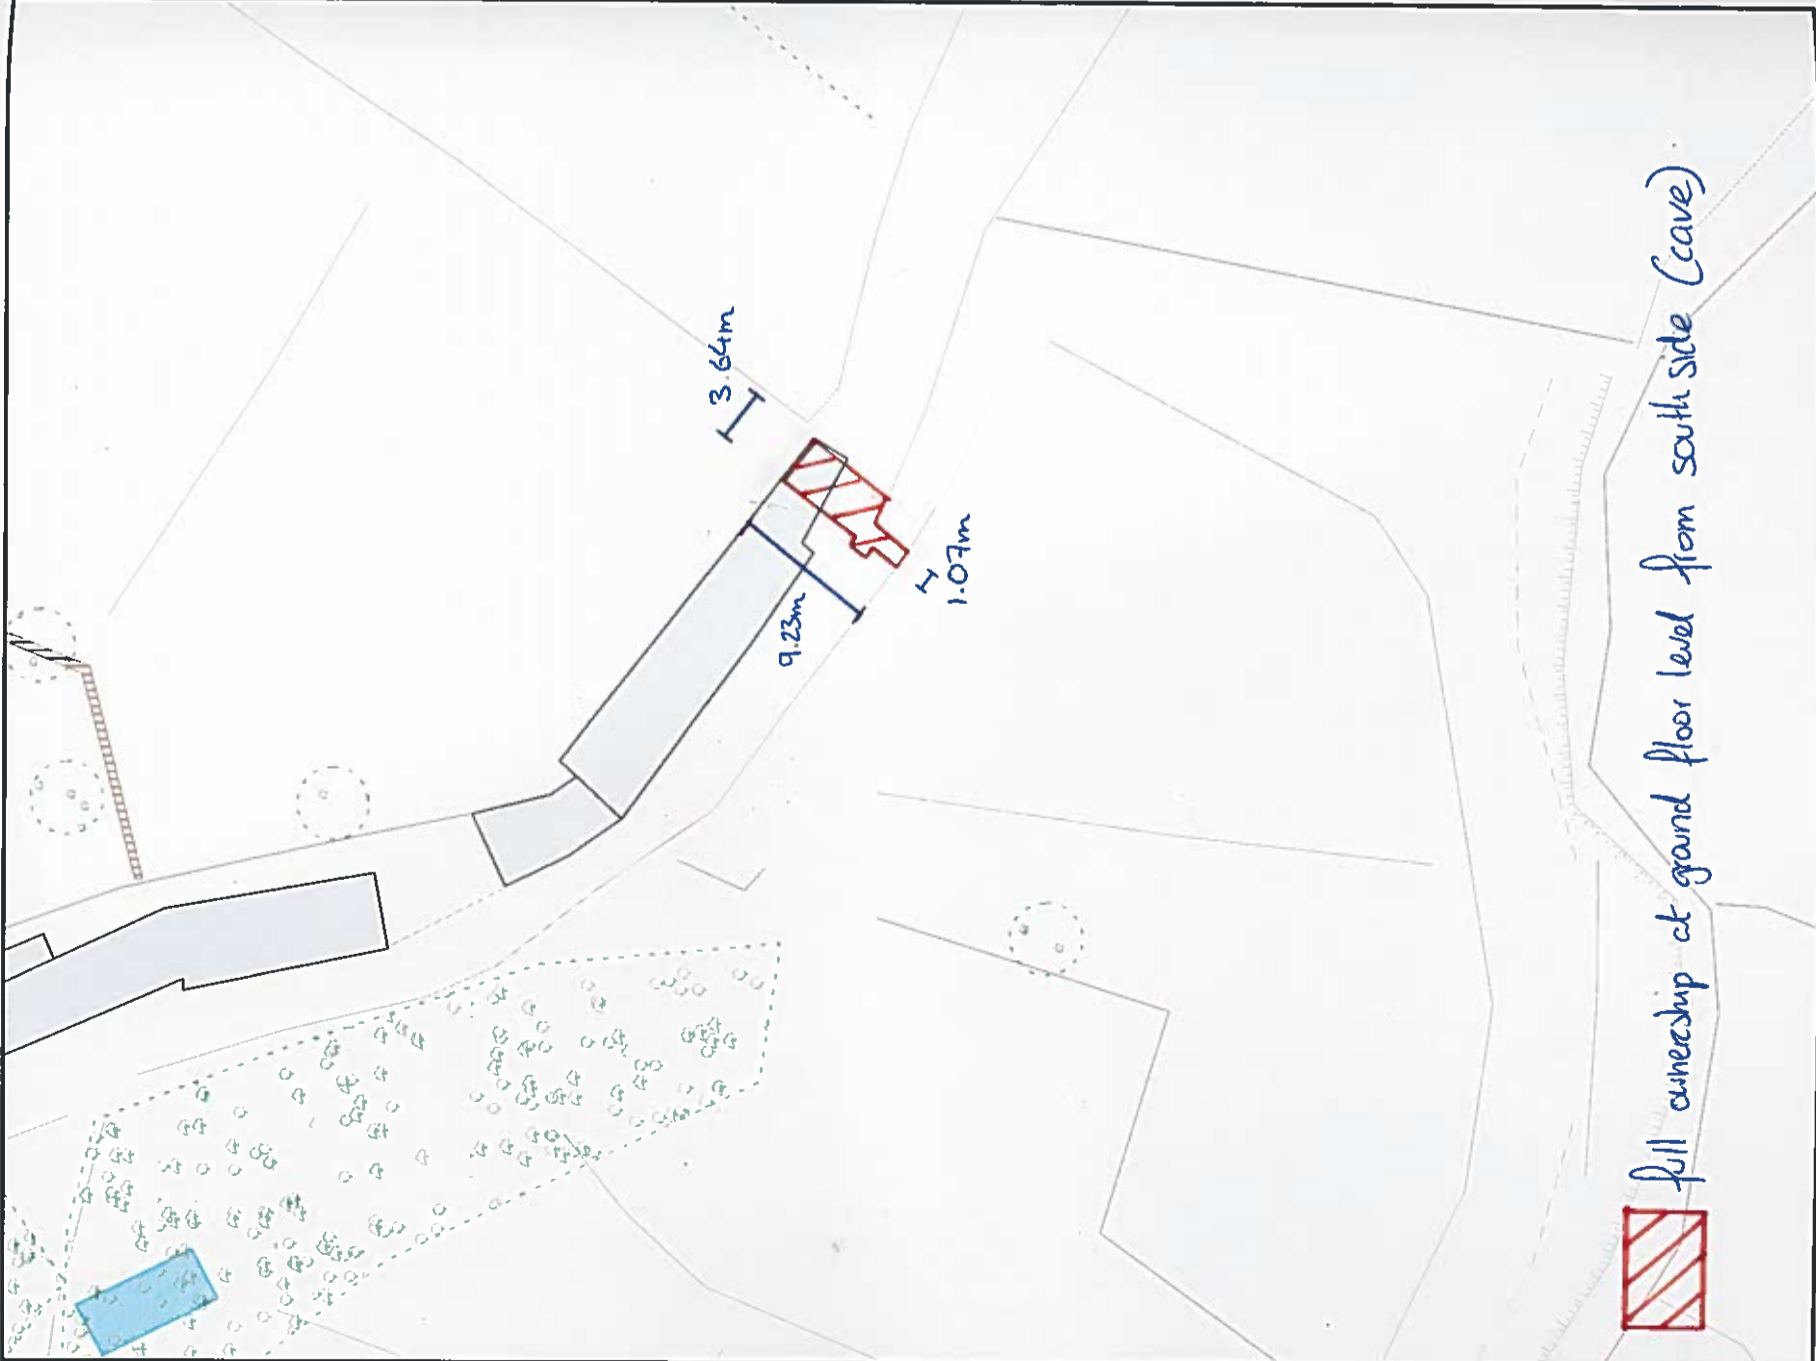 3.64m
9.23m
1.07m
full ownership at ground floor level from south side (cave)